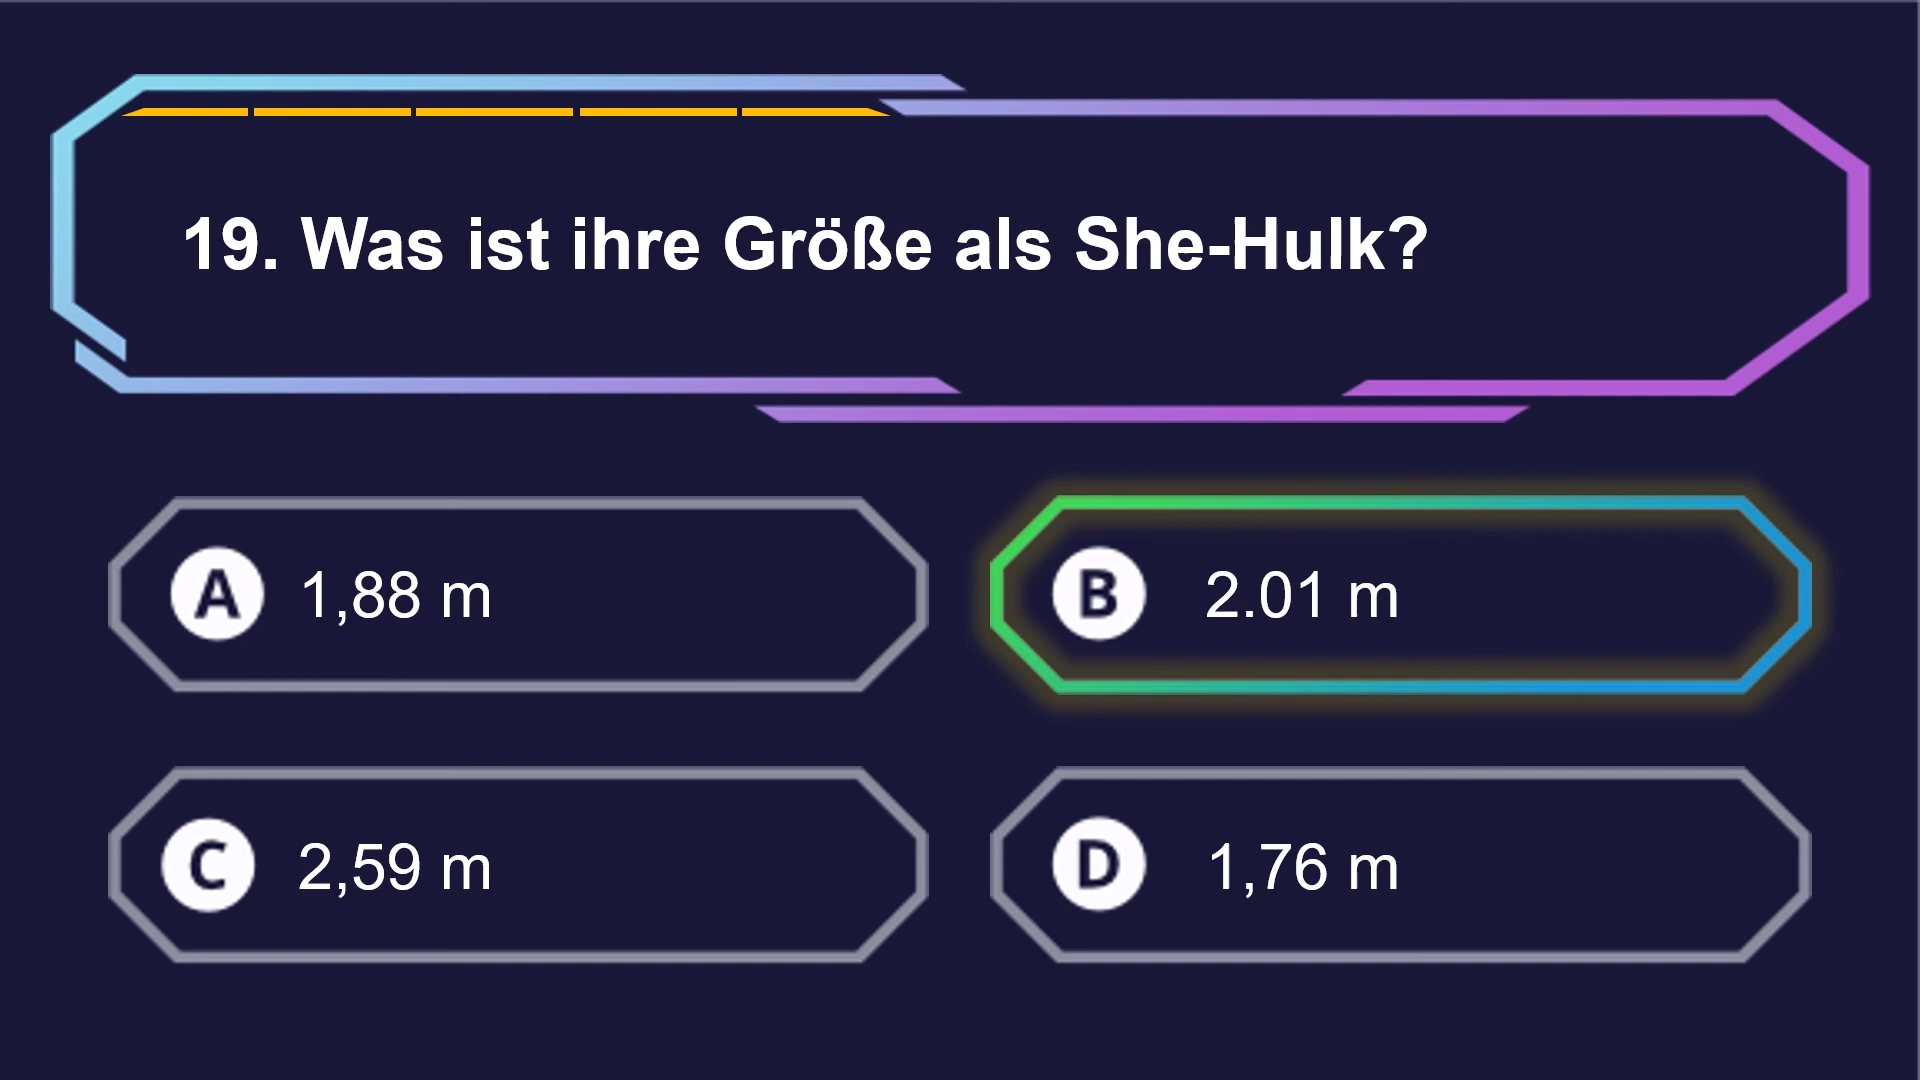 19. Was ist ihre Größe als She-Hulk?
A 1,88 m
B 2.01 m
C 2,59 m
D 1,76 m